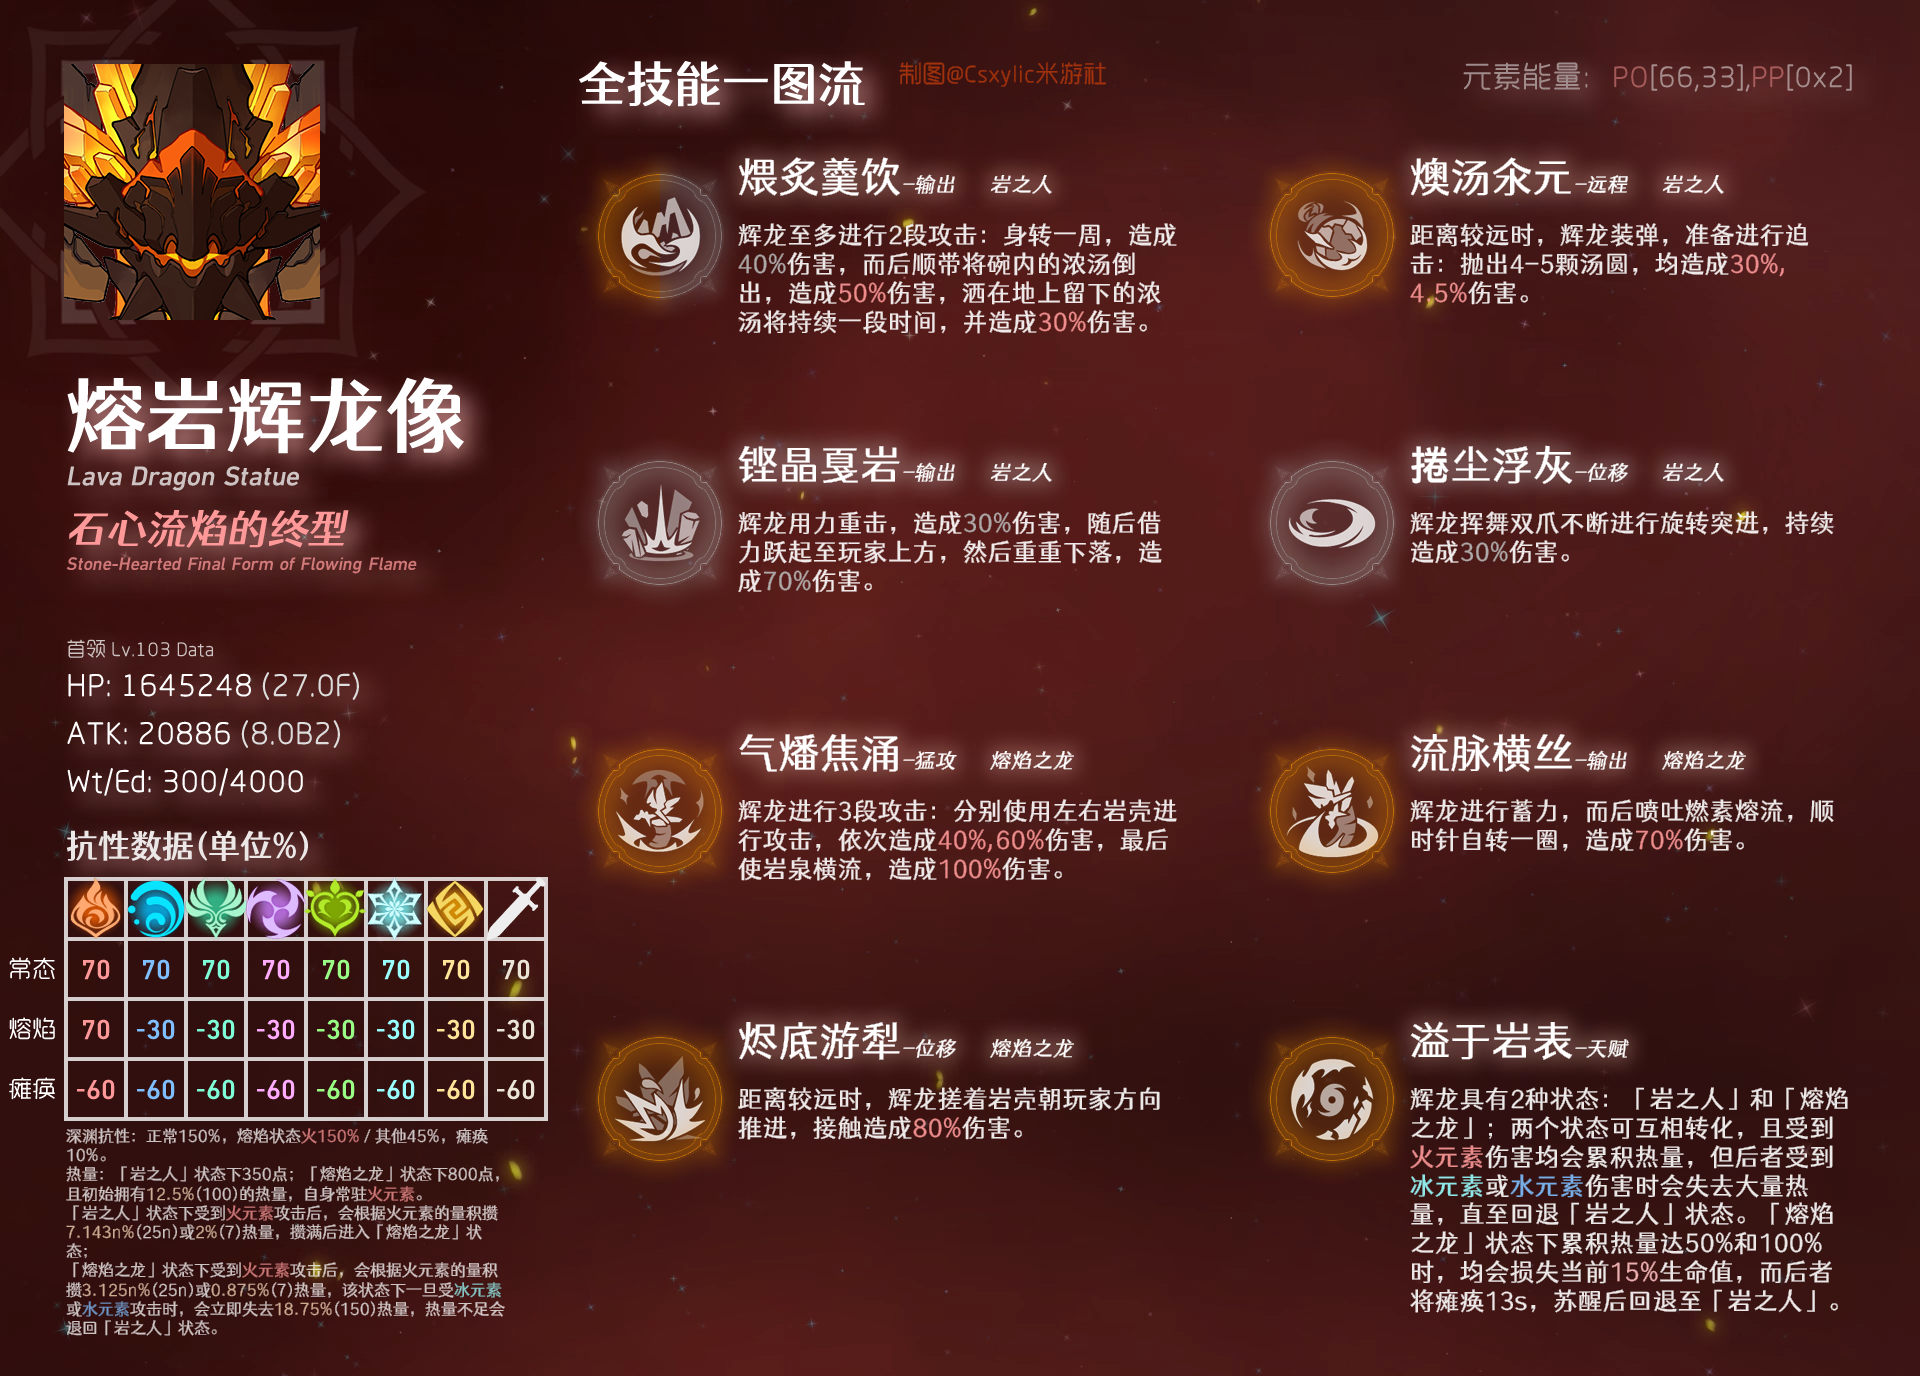 全技能一图流
制图@Csxylic米游社
元素能量: PO[66,33],PP[0x2]
熔岩辉龙像
Lava Dragon Statue
石心流焰的终型
Stone-Hearted Final Form of Flowing Flame
首领 Lv.103 Data
HP: 1645248 (27.0F)
ATK: 20886 (8.0B2)
Wt/Ed: 300/4000
抗性数据(单位%)
常态 70 70 70 70 70 70 70 70
熔焰 70 -30 -30 -30 -30 -30 -30 -30
瘫痪 -60 -60 -60 -60 -60 -60 -60 -60
深渊抗性：正常150%，熔焰状态火150% / 其他45%，瘫痪
10%。
热量：「岩之人」状态下350点；「熔焰之龙」状态下800点，
且初始拥有12.5%(100)的热量，自身常驻火元素。
「岩之人」状态下受到火元素攻击后，会根据火元素的量积攒
7.143n%(25n)或2%(7)热量，攒满后进入「熔焰之龙」状
态；
「熔焰之龙」状态下受到火元素攻击后，会根据火元素的量积
攒3.125n%(25n)或0.875%(7)热量，该状态下一旦受冰元素
或水元素攻击时，会立即失去18.75%(150)热量，热量不足会
退回「岩之人」状态。
煨炙羹饮–输出 岩之人
辉龙至多进行2段攻击：身转一周，造成
40%伤害，而后顺带将碗内的浓汤倒
出，造成50%伤害，洒在地上留下的浓
汤将持续一段时间，并造成30%伤害。
燠汤汆元–远程 岩之人
距离较远时，辉龙装弹，准备进行迫
击：抛出4-5颗汤圆，均造成30%,
4.5%伤害。
铿晶戛岩–输出 岩之人
辉龙用力重击，造成30%伤害，随后借
力跃起至玩家上方，然后重重下落，造
成70%伤害。
捲尘浮灰–位移 岩之人
辉龙挥舞双爪不断进行旋转突进，持续
造成30%伤害。
气燔焦涌–猛攻 熔焰之龙
辉龙进行3段攻击：分别使用左右岩壳进
行攻击，依次造成40%,60%伤害，最后
使岩泉横流，造成100%伤害。
流脉横丝–输出 熔焰之龙
辉龙进行蓄力，而后喷吐燃素熔流，顺
时针自转一圈，造成70%伤害。
烬底游犁–位移 熔焰之龙
距离较远时，辉龙搓着岩壳朝玩家方向
推进，接触造成80%伤害。
溢于岩表–天赋
辉龙具有2种状态：「岩之人」和「熔焰
之龙」；两个状态可互相转化，且受到
火元素伤害均会累积热量，但后者受到
冰元素或水元素伤害时会失去大量热
量，直至回退「岩之人」状态。「熔焰
之龙」状态下累积热量达50%和100%
时，均会损失当前15%生命值，而后者
将瘫痪13s，苏醒后回退至「岩之人」。